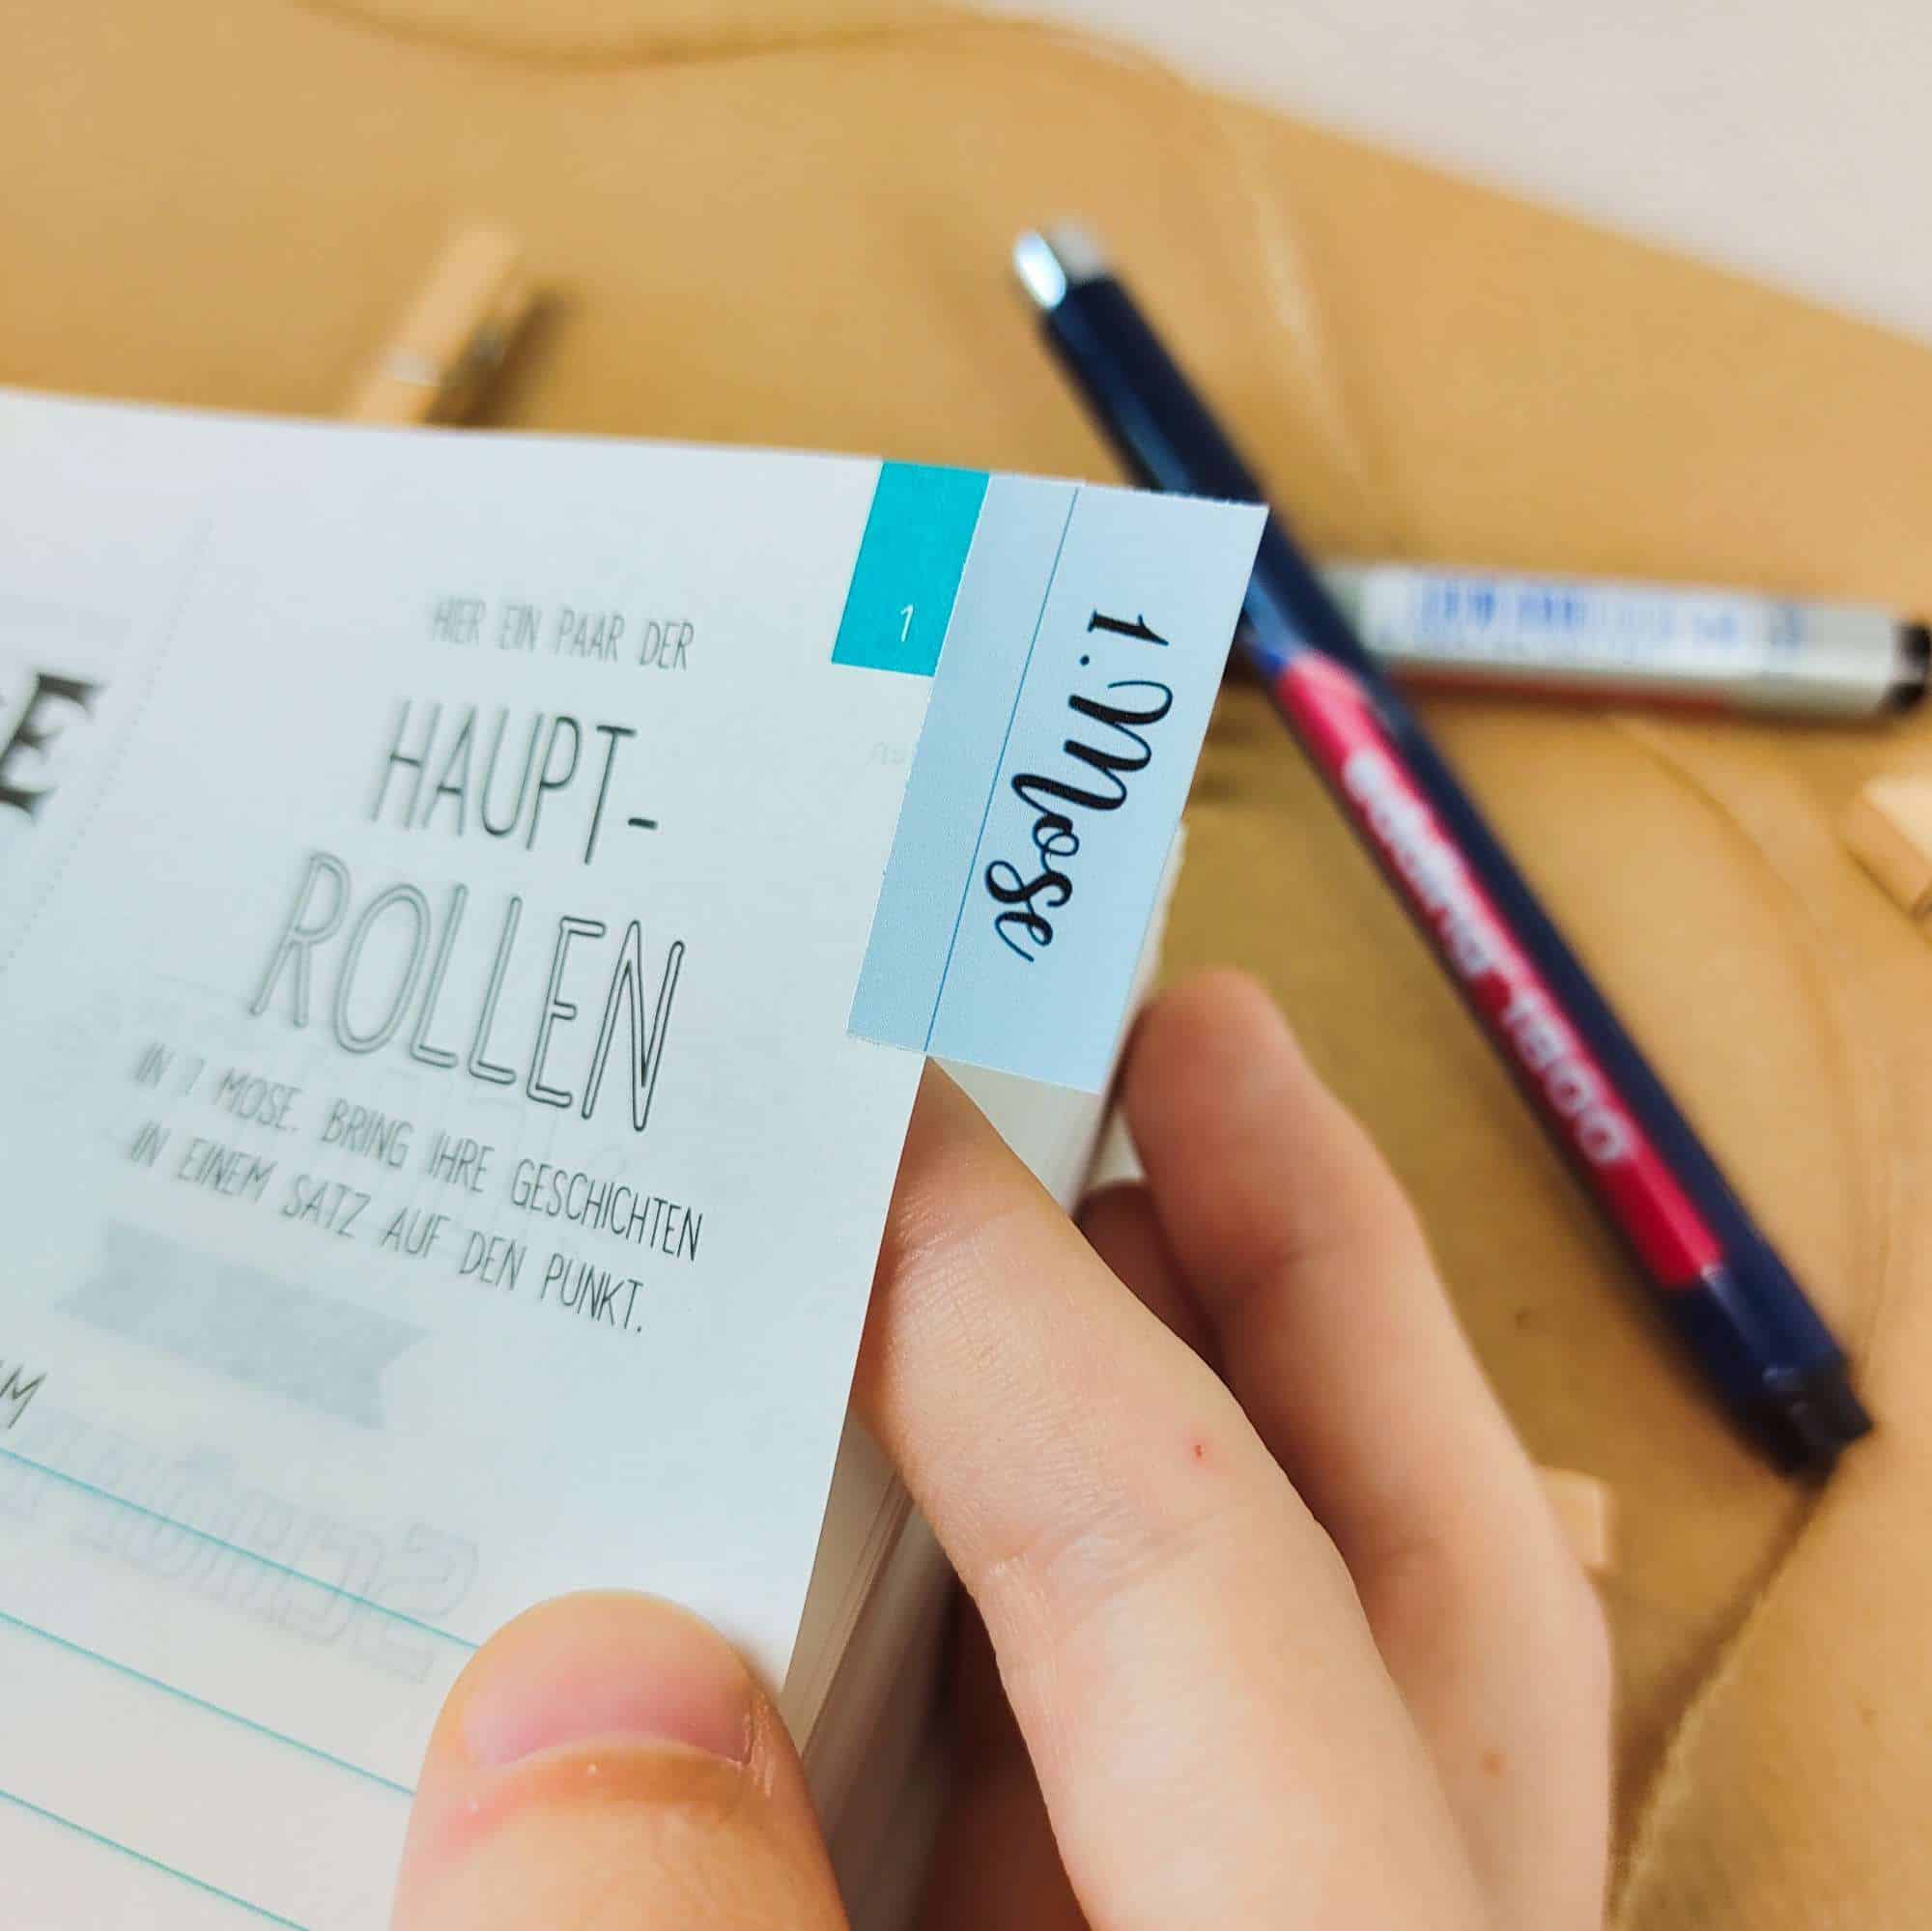 HIER EIN PAAR DER
HAUPT-
ROLLEN
IN 1 MOSE. BRING IHRE GESCHICHTEN
IN EINEM SATZ AUF DEN PUNKT.
1
1. Mose
1800